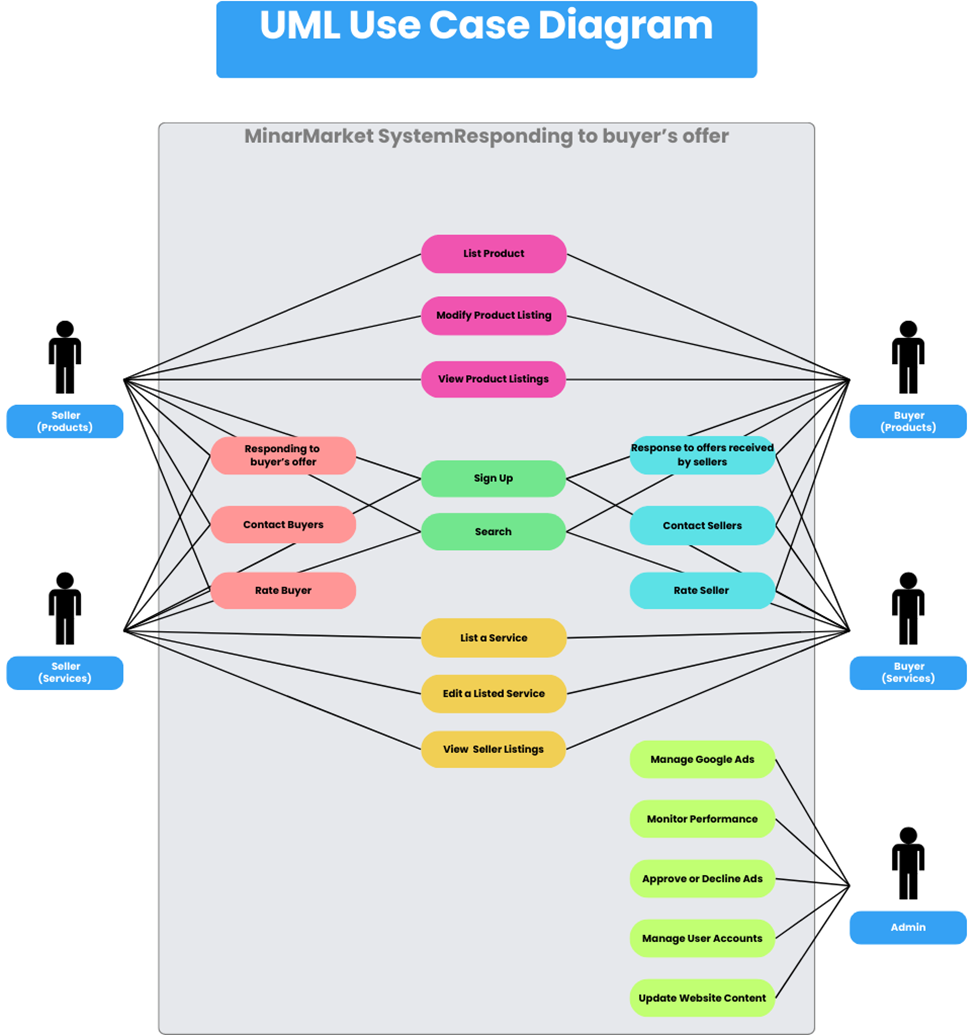 UML Use Case Diagram
MinarMarket SystemResponding to buyer's offer
List Product
Modify Product Listing
View Product Listings
Seller
(Products)
Buyer
(Products)
Responding to
buyer's offer
Response to offers received
by sellers
Sign Up
Contact Buyers
Search
Contact Sellers
Rate Buyer
Rate Seller
List a Service
Seller
(Services)
Buyer
(Services)
Edit a Listed Service
View  Seller Listings
Manage Google Ads
Monitor Performance
Approve or Decline Ads
Admin
Manage User Accounts
Update Website Content